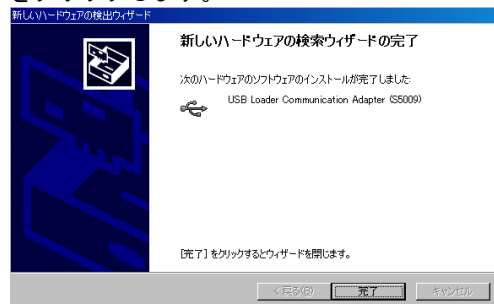 をクリックします。
新しいハードウェアの検出ウィザード
新しいハードウェアの検索ウィザードの完了
次のハードウェアのソフトウェアのインストールが完了しました:
USB Loader Communication Adapter (S5009)
[完了] をクリックするとウィザードを閉じます。
< 戻る(B) 完了 キャンセル